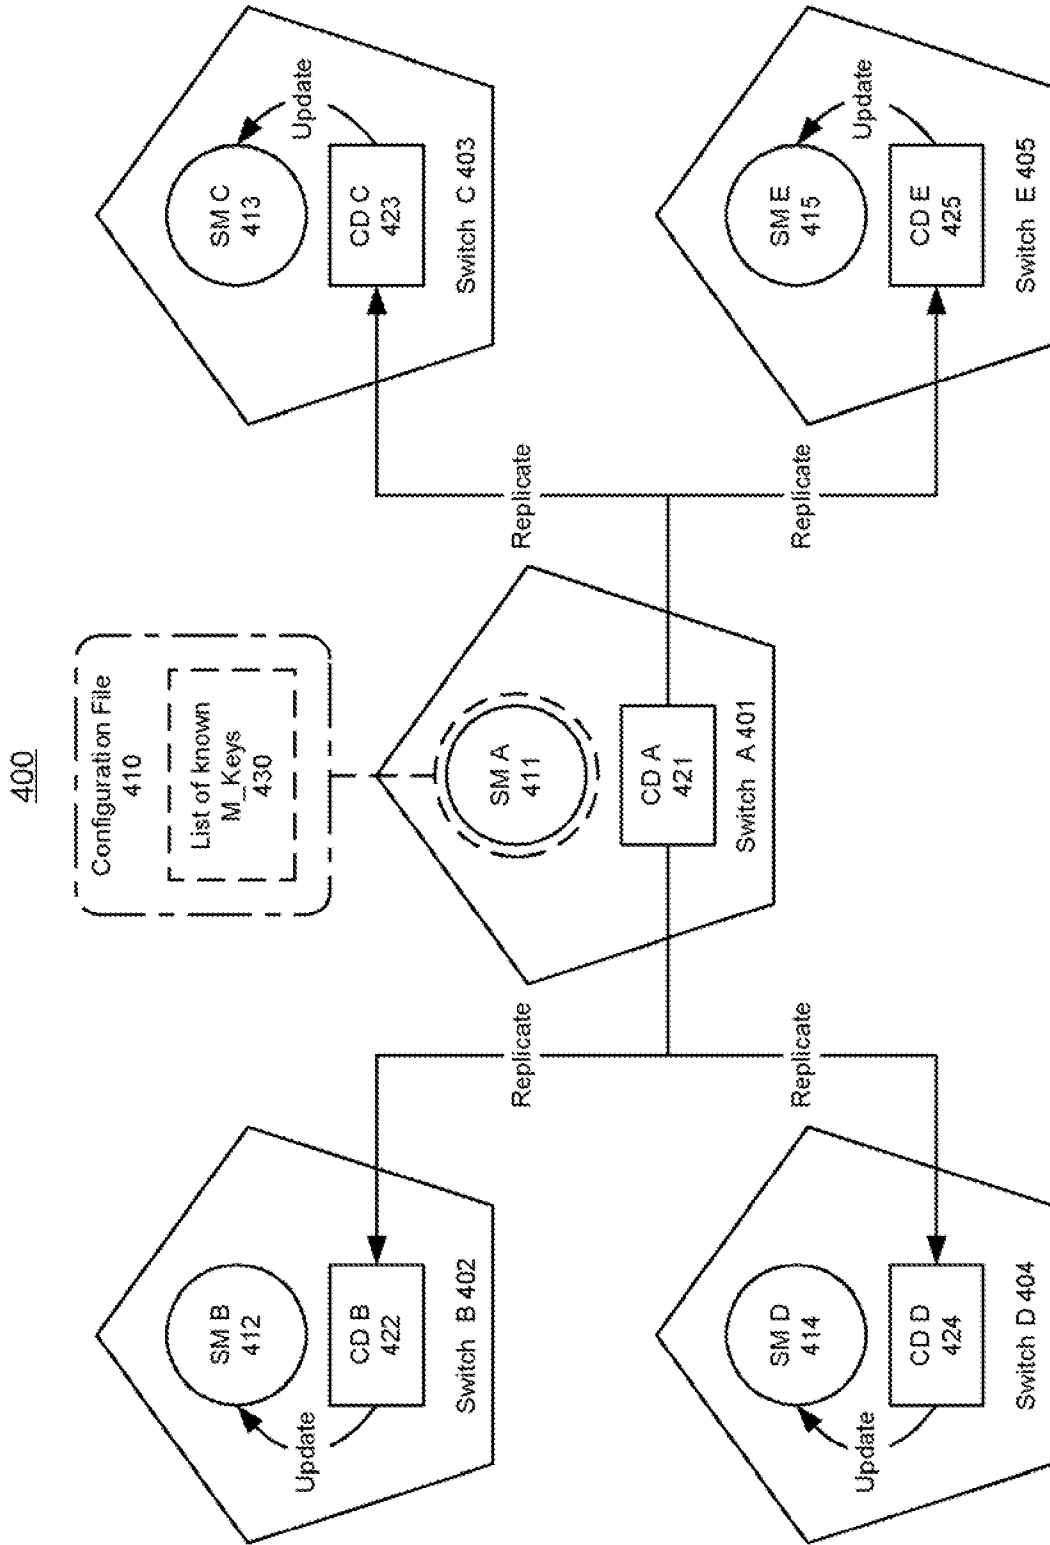 400
Configuration File
410
List of known
M_Keys
430
SM B
412
Update
CD B
422
Switch B 402
SM C
413
Update
CD C
423
Switch C 403
Replicate
Replicate
SM A
411
CD A
421
Switch A 401
Replicate
Replicate
SM D
414
Update
CD D
424
Switch D 404
SM E
415
Update
CD E
425
Switch E 405